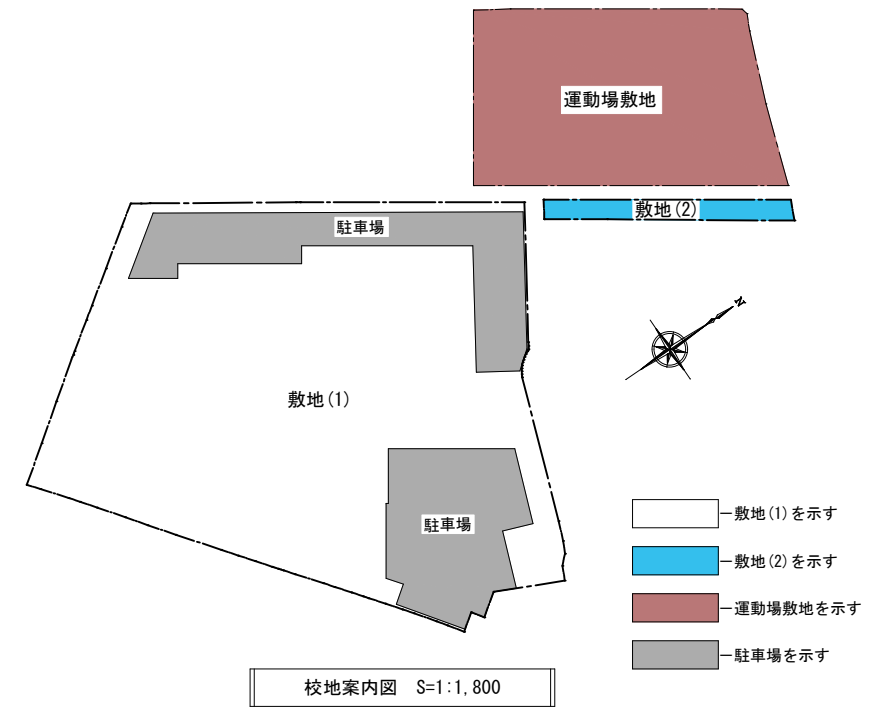 運動場敷地
敷地(2)
駐車場
N
敷地(1)
駐車場
敷地(1)を示す
敷地(2)を示す
運動場敷地を示す
駐車場を示す
校地案内図 S=1:1,800